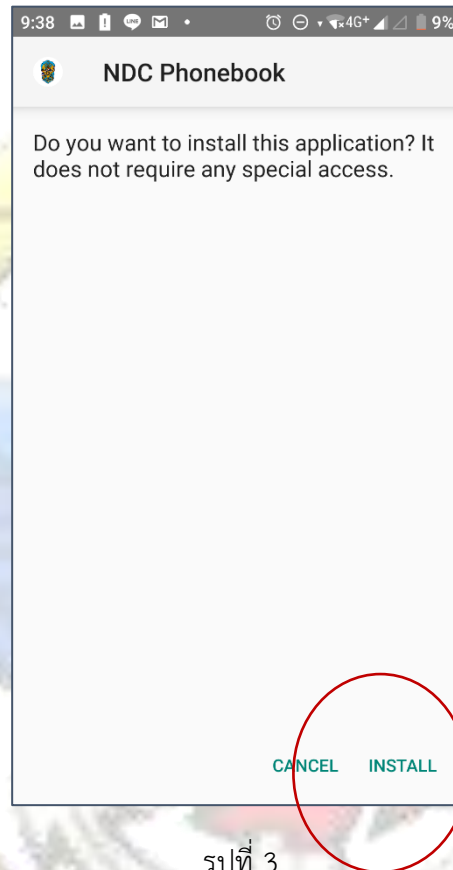 9:38 4G+ 9%
NDC Phonebook
Do you want to install this application? It
does not require any special access.
CANCEL INSTALL
รูปที่ 3